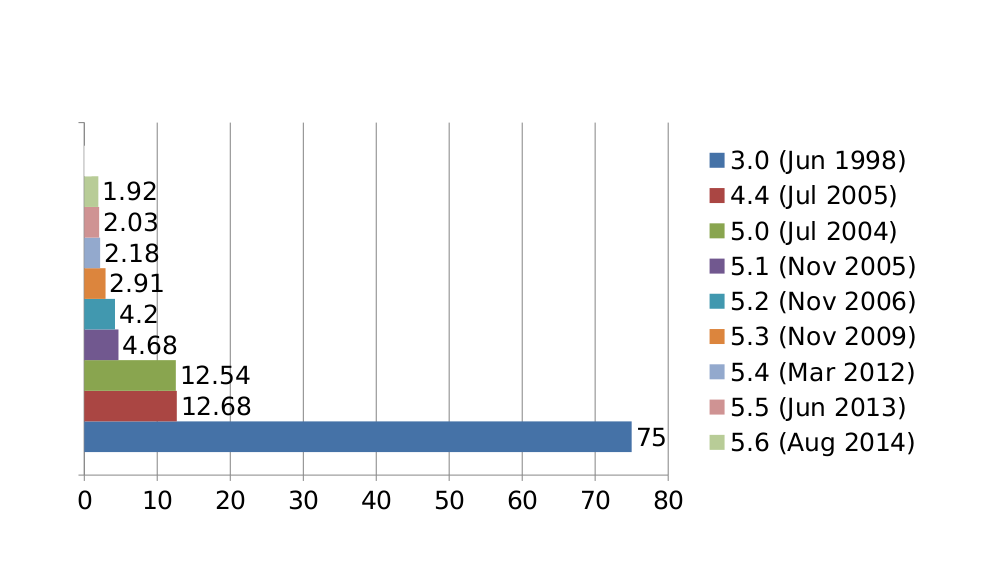 1.92
2.03
2.18
2.91
4.2
4.68
12.54
12.68
75
0 10 20 30 40 50 60 70 80
3.0 (Jun 1998)
4.4 (Jul 2005)
5.0 (Jul 2004)
5.1 (Nov 2005)
5.2 (Nov 2006)
5.3 (Nov 2009)
5.4 (Mar 2012)
5.5 (Jun 2013)
5.6 (Aug 2014)